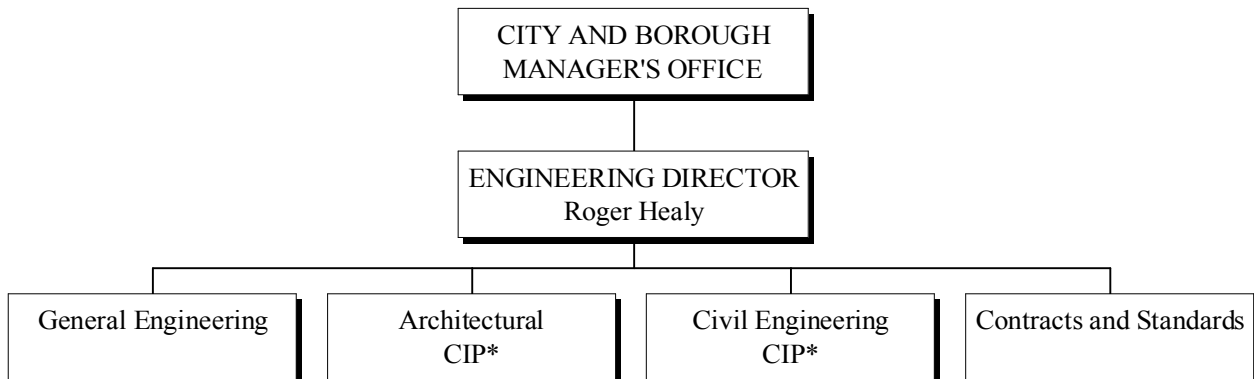 CITY AND BOROUGH
MANAGER'S OFFICE
ENGINEERING DIRECTOR
Roger Healy
General Engineering
Architectural
CIP*
Civil Engineering
CIP*
Contracts and Standards